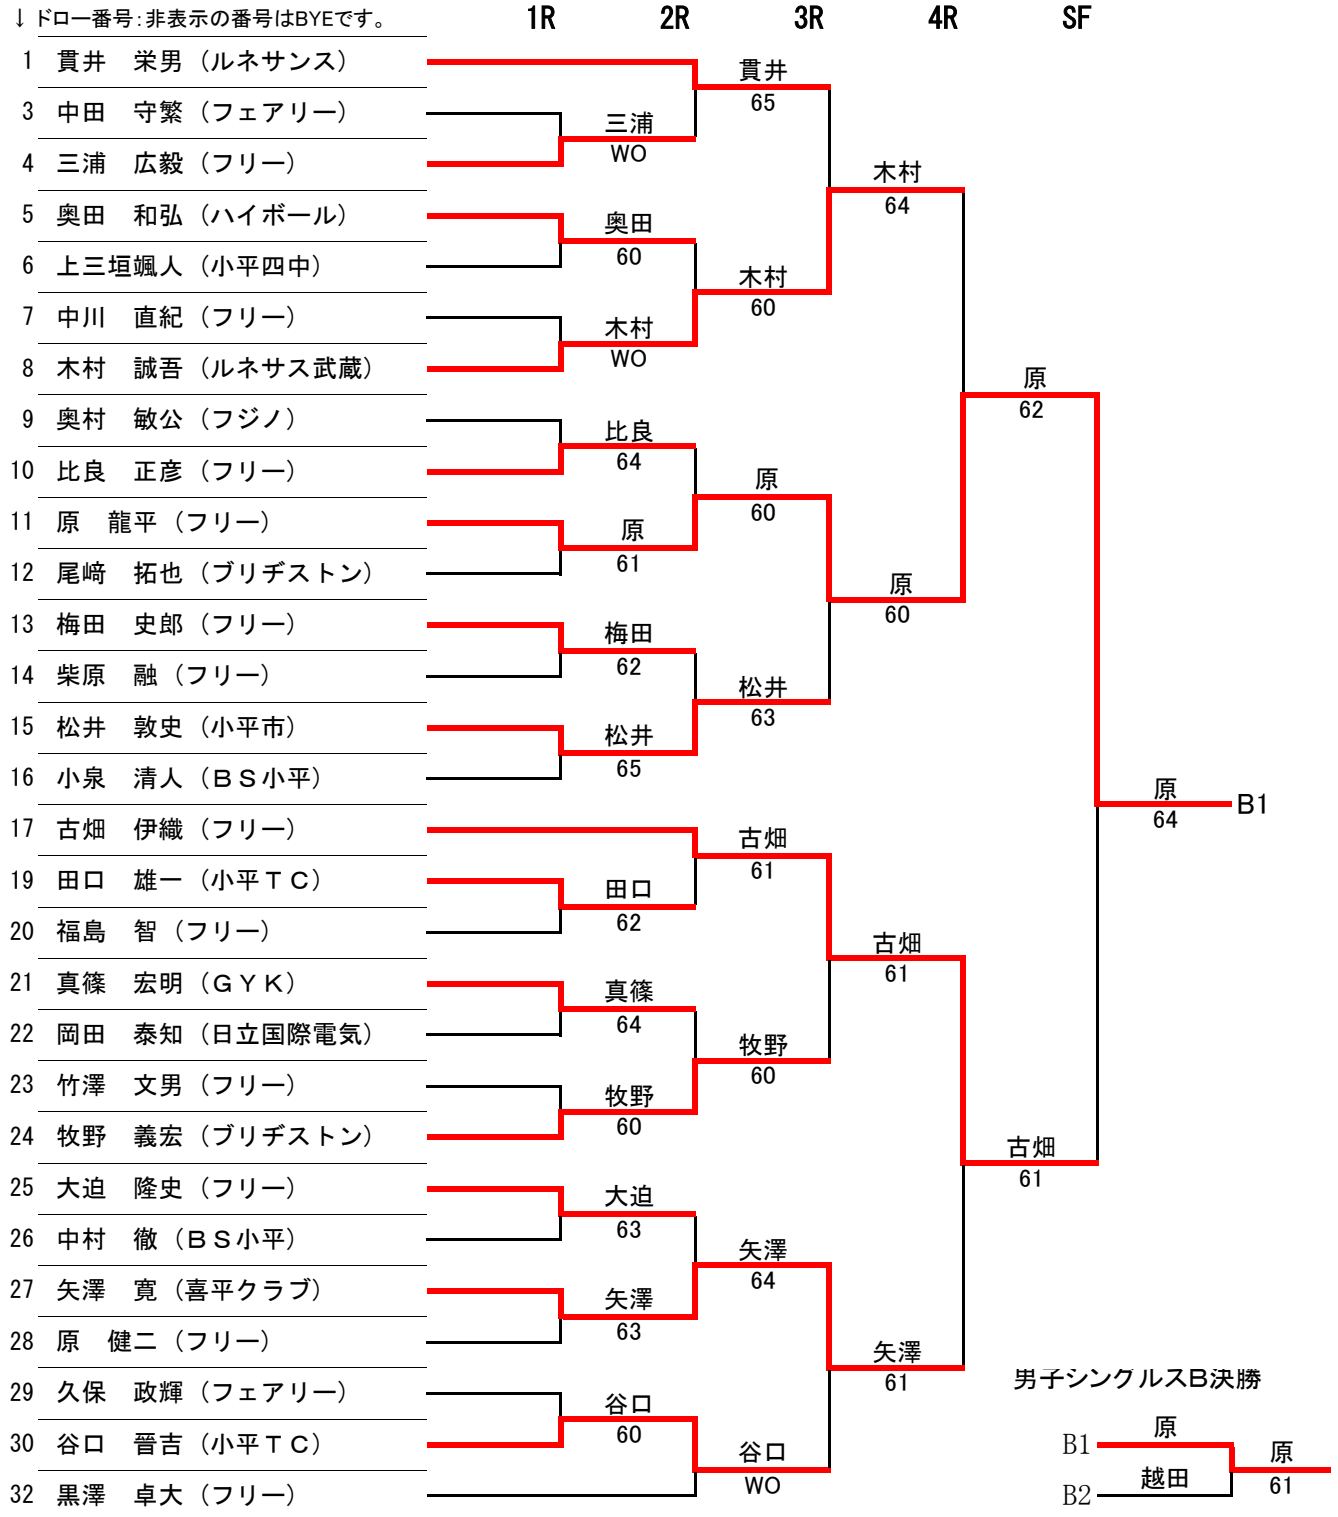 ↓ドロー番号：非表示の番号はBYEです。 1R 2R 3R 4R SF
1 貫井　栄男（ルネサンス）
3 中田　守繁（フェアリー）
4 三浦　広毅（フリー）
5 奥田　和弘（ハイボール）
6 上三垣颯人（小平四中）
7 中川　直紀（フリー）
8 木村　誠吾（ルネサス武蔵）
9 奥村　敏公（フジノ）
10 比良　正彦（フリー）
11 原　龍平（フリー）
12 尾﨑　拓也（ブリヂストン）
13 梅田　史郎（フリー）
14 柴原　融（フリー）
15 松井　敦史（小平市）
16 小泉　清人（ＢＳ小平）
17 古畑　伊織（フリー）
19 田口　雄一（小平ＴＣ）
20 福島　智（フリー）
21 真篠　宏明（ＧＹＫ）
22 岡田　泰知（日立国際電気）
23 竹澤　文男（フリー）
24 牧野　義宏（ブリヂストン）
25 大迫　隆史（フリー）
26 中村　徹（ＢＳ小平）
27 矢澤　寛（喜平クラブ）
28 原　健二（フリー）
29 久保　政輝（フェアリー）
30 谷口　晉吉（小平ＴＣ）
32 黒澤　卓大（フリー）
三浦
WO
奥田
60
木村
WO
比良
64
原
61
梅田
62
松井
65
田口
62
真篠
64
牧野
60
大迫
63
矢澤
63
谷口
60
貫井
65
木村
60
原
60
松井
63
古畑
61
牧野
60
矢澤
64
谷口
WO
木村
64
原
60
古畑
61
矢澤
61
原
62
古畑
61
原
64
B1
男子シングルスB決勝
B1 原
B2 越田
原
61